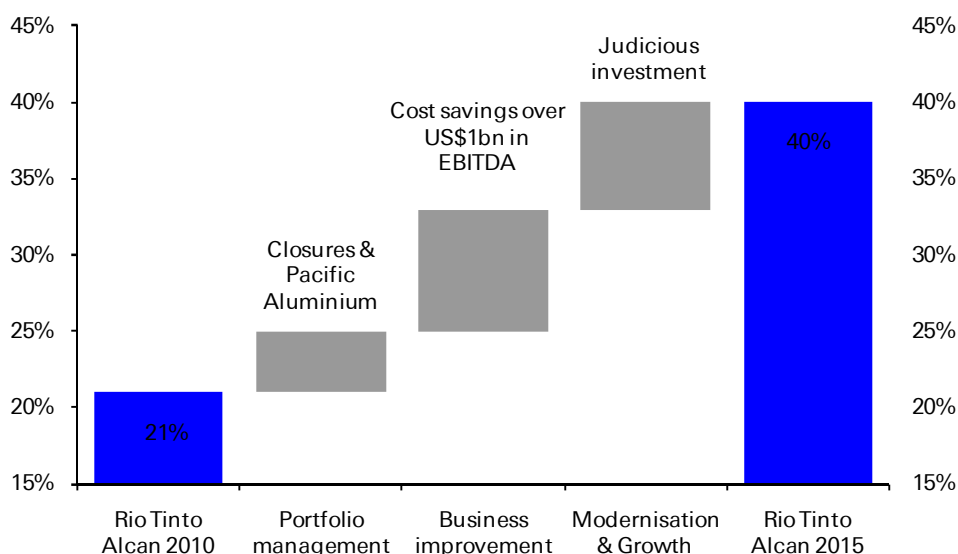 45%
40%
35%
30%
25%
20%
15%
45%
40%
35%
30%
25%
20%
15%
Judicious
investment
Cost savings over
US$1bn in
EBITDA
Closures &
Pacific
Aluminium
21%
40%
Rio Tinto
Alcan 2010
Portfolio
management
Business
improvement
Modernisation
& Growth
Rio Tinto
Alcan 2015